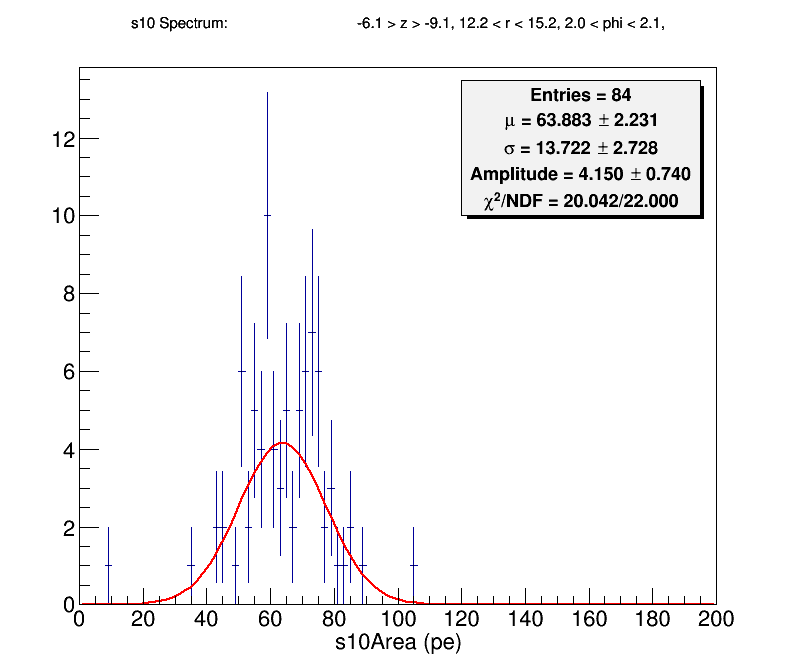 s10 Spectrum: -6.1 > z > -9.1, 12.2 < r < 15.2, 2.0 < phi < 2.1,
Entries = 84
μ = 63.883 ± 2.231
σ = 13.722 ± 2.728
Amplitude = 4.150 ± 0.740
χ²/NDF = 20.042/22.000
12
10
8
6
4
2
0
0 20 40 60 80 100 120 140 160 180 200
s10Area (pe)